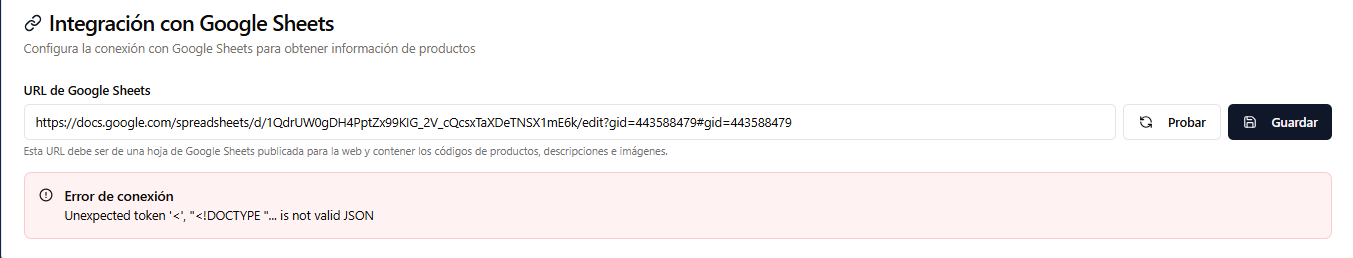 Integración con Google Sheets
Configura la conexión con Google Sheets para obtener información de productos
URL de Google Sheets
https://docs.google.com/spreadsheets/d/1QdrUW0gDH4PptZx99KIG_2V_cQcsxTaXDeTNSX1mE6k/edit?gid=443588479#gid=443588479
Probar
Guardar
Esta URL debe ser de una hoja de Google Sheets publicada para la web y contener los códigos de productos, descripciones e imágenes.
Error de conexión
Unexpected token '<', "<!DOCTYPE "... is not valid JSON